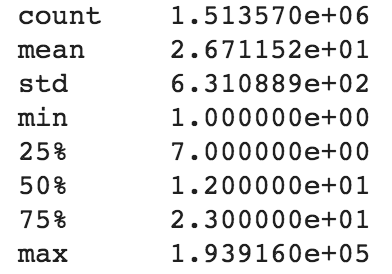 count 1.513570e+06
mean 2.671152e+01
std 6.310889e+02
min 1.000000e+00
25% 7.000000e+00
50% 1.200000e+01
75% 2.300000e+01
max 1.939160e+05